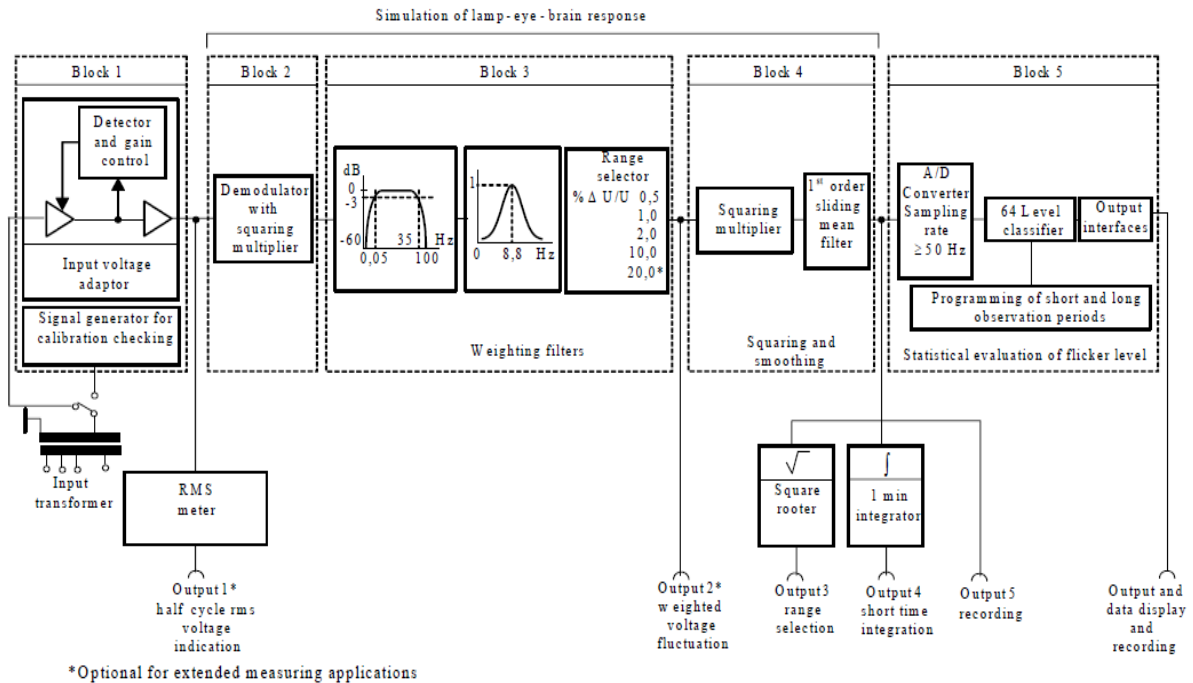 Simulation of lamp-eye-brain response
Block 1
Block 2
Block 3
Block 4
Block 5
Detector
and gain
control
Input voltage
adaptor
Signal generator for
calibration checking
Demodulator
with
squaring
multiplier
dB
0
-3
-60
35 Hz
0,05
100
1
0
8,8
Hz
Range
selector
% Δ U/U 0,5
1,0
2,0
10,0
20,0*
Weighting filters
Squaring
multiplier
1st order
sliding
mean
filter
Squaring and
smoothing
A/D
Converter
Sampling
rate
≥50 Hz
64 Level
classifier
Output
interfaces
Programming of short and long
observation periods
Statistical evaluation of flicker level
Input
transformer
RMS
meter
√
Square
rooter
∫
1 min
integrator
Output 1*
half cycle rms
voltage
indication
Output 2*
weighted
voltage
fluctuation
Output 3
range
selection
Output 4
short time
integration
Output 5
recording
Output and
data display
and
recording
*Optional for extended measuring applications